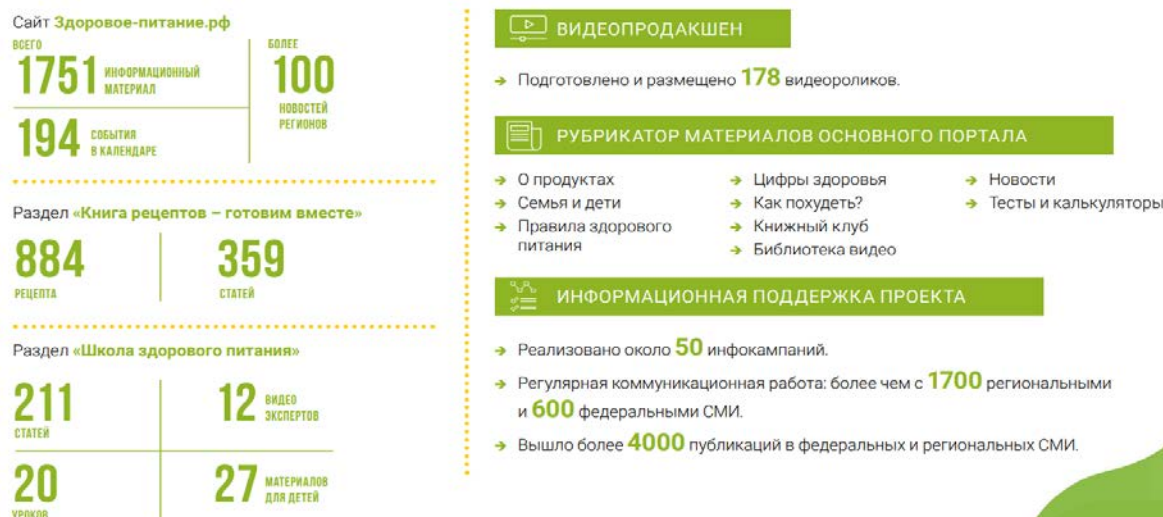 Сайт Здоровое-питание.рф
ВСЕГО
1751 ИНФОРМАЦИОННЫЙ
МАТЕРИАЛ
194 СОБЫТИЯ
В КАЛЕНДАРЕ
БОЛЕЕ
100
НОВОСТЕЙ
РЕГИОНОВ
Раздел «Книга рецептов – готовим вместе»
884
РЕЦЕПТА
359
СТАТЕЙ
Раздел «Школа здорового питания»
211
СТАТЕЙ
12 ВИДЕО
ЭКСПЕРТОВ
20
УРОКОВ
27 МАТЕРИАЛОВ
ДЛЯ ДЕТЕЙ
ВИДЕОПРОДАКШЕН
→ Подготовлено и размещено 178 видеороликов.
РУБРИКАТОР МАТЕРИАЛОВ ОСНОВНОГО ПОРТАЛА
→ О продуктах
→ Семья и дети
→ Правила здорового
питания
→ Цифры здоровья
→ Как похудеть?
→ Книжный клуб
→ Библиотека видео
→ Новости
→ Тесты и калькуляторы
ИНФОРМАЦИОННАЯ ПОДДЕРЖКА ПРОЕКТА
→ Реализовано около 50 инфокампаний.
→ Регулярная коммуникационная работа: более чем с 1700 региональными
и 600 федеральными СМИ.
→ Вышло более 4000 публикаций в федеральных и региональных СМИ.